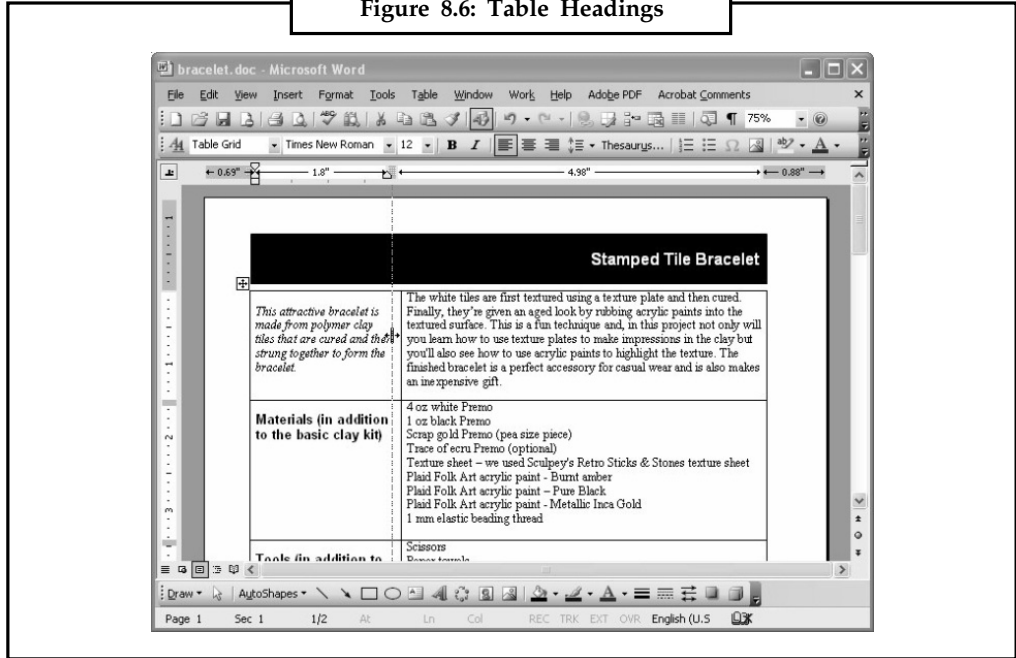 Figure 8.6: Table Headings
bracelet.doc - Microsoft Word
File Edit View Insert Format Tools Table Window Work Help Adobe PDF Acrobat Comments
75%
Table Grid Times New Roman 12 B I Thesaurus... A
0.69" 1.8" 4.98" 0.88"
Stamped Tile Bracelet
This attractive bracelet is
made from polymer clay
tiles that are cured and then
strung together to form the
bracelet.
The white tiles are first textured using a texture plate and then cured.
Finally, they're given an aged look by rubbing acrylic paints into the
textured surface. This is a fun technique and, in this project not only will
you learn how to use texture plates to make impressions in the clay but
you'll also see how to use acrylic paints to highlight the texture. The
finished bracelet is a perfect accessory for casual wear and is also makes
an inexpensive gift.
Materials (in addition
to the basic clay kit)
4 oz white Premo
1 oz black Premo
Scrap gold Premo (pea size piece)
Trace of ecru Premo (optional)
Texture sheet – we used Sculpey's Retro Sticks & Stones texture sheet
Plaid Folk Art acrylic paint - Burnt amber
Plaid Folk Art acrylic paint – Pure Black
Plaid Folk Art acrylic paint - Metallic Inca Gold
1 mm elastic beading thread
Tools (in addition to
Scissors
Paper towels
Draw AutoShapes A
Page 1 Sec 1 1/2 At Ln Col REC TRK EXT OVR English (U.S